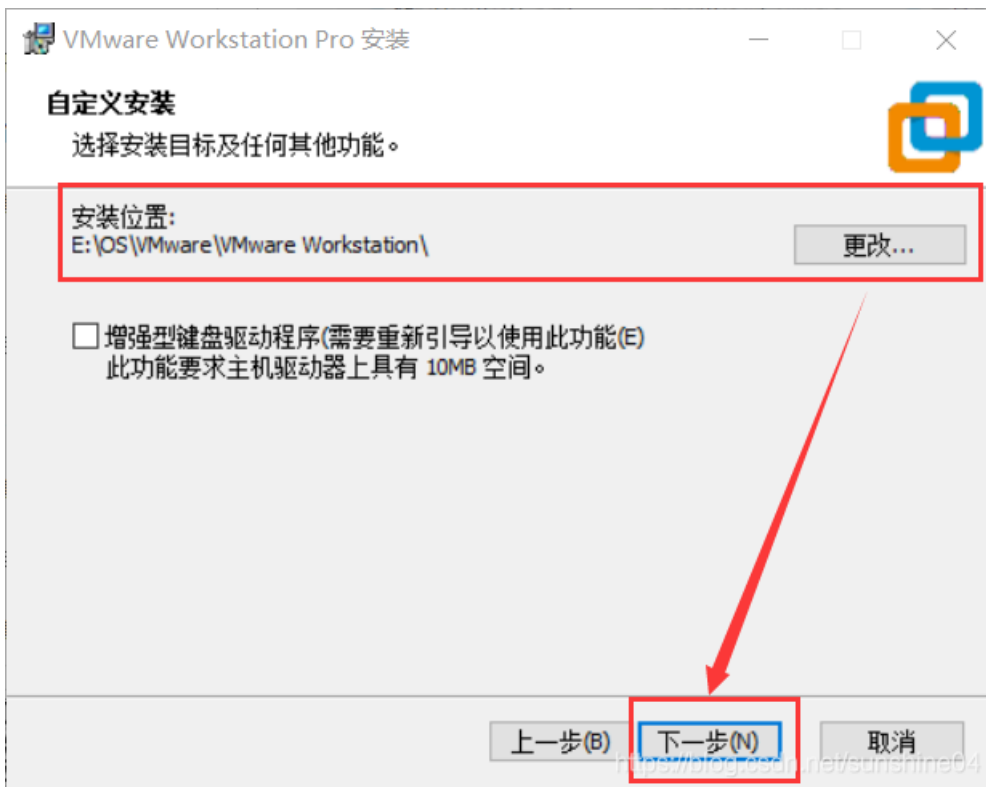 VMware Workstation Pro 安装
自定义安装
选择安装目标及任何其他功能。
安装位置:
E:\OS\VMware\VMware Workstation\
更改...
增强型键盘驱动程序(需要重新引导以使用此功能(E)
此功能要求主机驱动器上具有 10MB 空间。
上一步(B)
下一步(N)
取消
https://blog.csdn.net/sunshine04